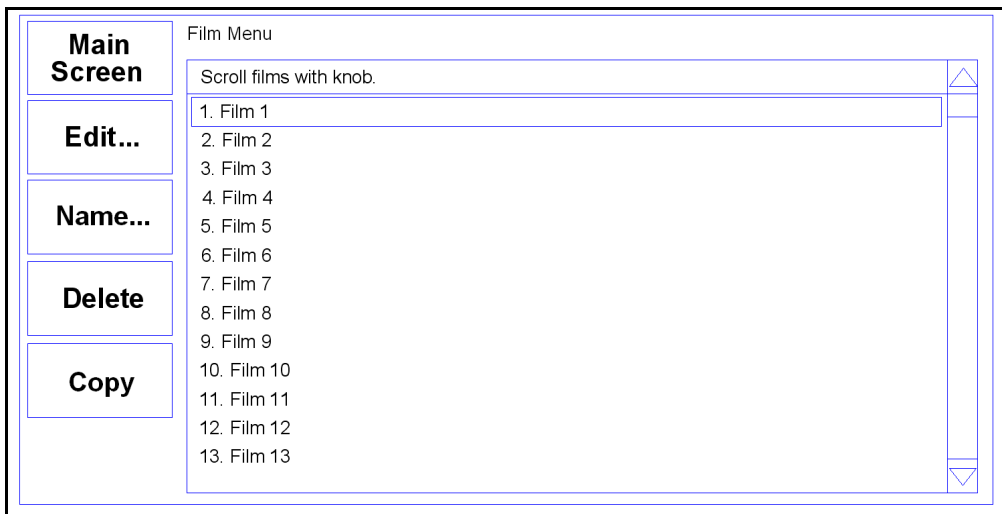 Main
Screen
Edit...
Name...
Delete
Copy
Film Menu
Scroll films with knob.
1. Film 1
2. Film 2
3. Film 3
4. Film 4
5. Film 5
6. Film 6
7. Film 7
8. Film 8
9. Film 9
10. Film 10
11. Film 11
12. Film 12
13. Film 13